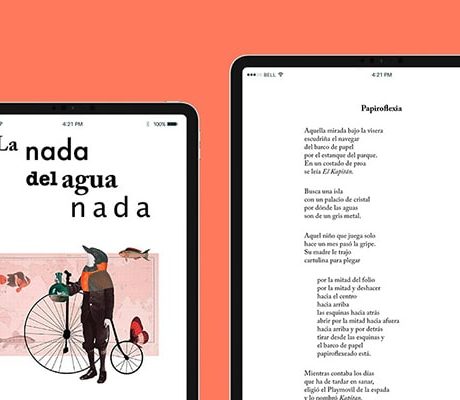 4:21 PM
100%
La nada
del agua
nada
BELL
4:21 PM
Papiroflexia
Aquella mirada bajo la visera
escudriña el navegar
del barco de papel
por el estanque del parque.
En un costado de proa
se leía El Kapitán.
Busca una isla
con un palacio de cristal
por dónde las aguas
son de un gris metal.
Aquel niño que juega solo
hace un mes pasó la gripe.
Su madre le trajo
cartulina para plegar
por la mitad del folio
por la mitad y deshacer
hacia el centro
hacia arriba
las esquinas hacia atrás
abrir por la mitad hacia afuera
hacia arriba y por detrás
tirar desde las esquinas y
el barco de papel
papiroflexeado está.
Mientras contaba los días
que ha de tardar en sanar,
eligió el Playmovil de la espada
y lo nombró Kapitan.